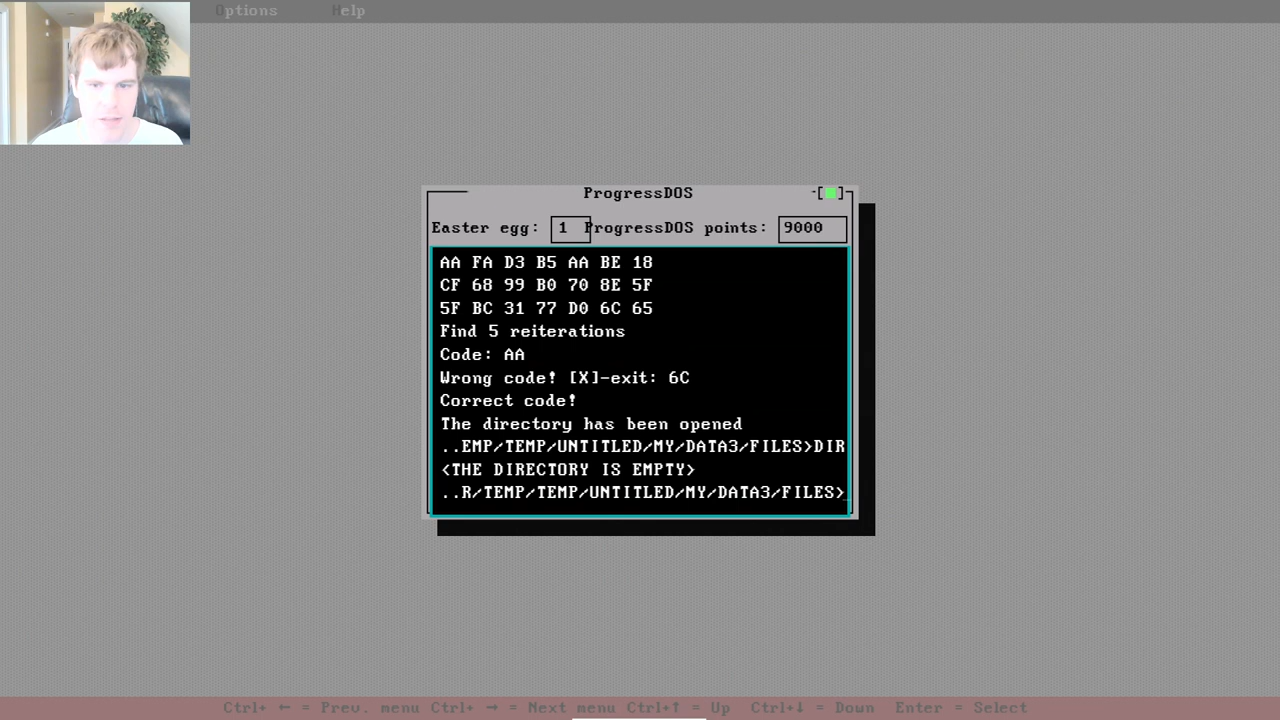 Options Help
ProgressDOS
Easter egg: 1 ProgressDOS points: 9000
AA FA D3 B5 AA BE 18
CF 68 99 B0 70 8E 5F
5F BC 31 77 D0 6C 65
Find 5 reiterations
Code: AA
Wrong code! [X]-exit: 6C
Correct code!
The directory has been opened
..EMP/TEMP/UNTITLED/MY/DATA3/FILES>DIR
<THE DIRECTORY IS EMPTY>
..R/TEMP/TEMP/UNTITLED/MY/DATA3/FILES>_
Ctrl+ ← = Prev. menu Ctrl+ → = Next menu Ctrl+↑ = Up Ctrl+↓ = Down Enter = Select